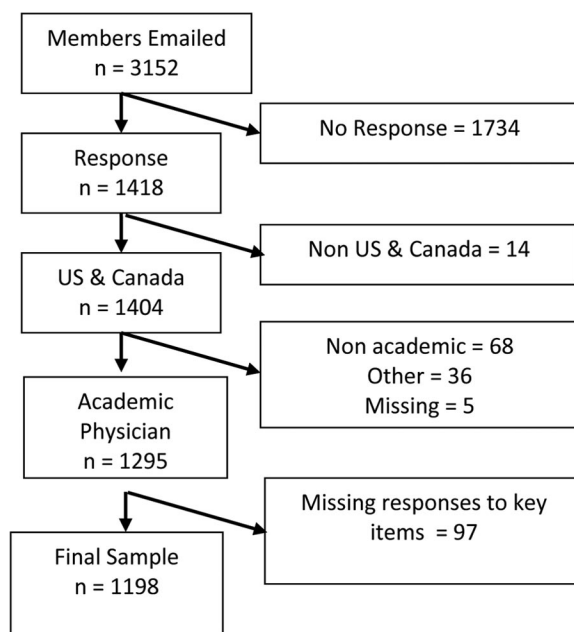 Members Emailed
n = 3152
No Response = 1734
Response
n = 1418
Non US & Canada = 14
US & Canada
n = 1404
Non academic = 68
Other = 36
Missing = 5
Academic
Physician
n = 1295
Missing responses to key
items = 97
Final Sample
n = 1198